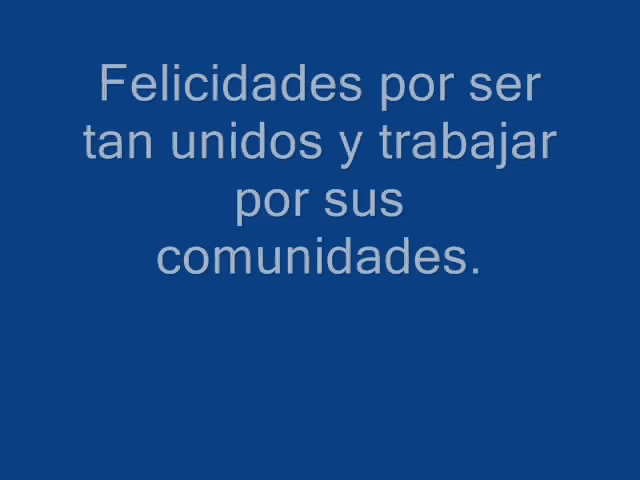 Felicidades por ser
tan unidos y trabajar
por sus
comunidades.